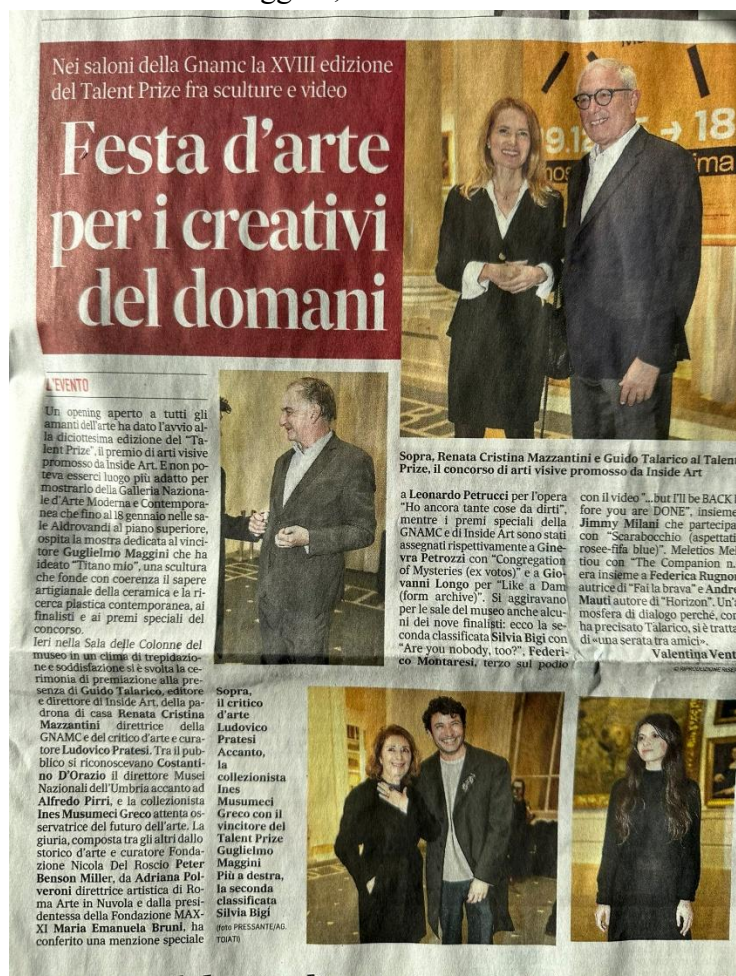 Nei saloni della Gnamc la XVIII edizione
del Talent Prize fra sculture e video
Festa d'arte
per i creativi
del domani
9.12
→ 18
Sopra, Renata Cristina Mazzantini e Guido Talarico al Talent
Prize, il concorso di arti visive promosso da Inside Art
L'EVENTO
Un opening aperto a tutti gli
amanti dell'arte ha dato l'avvio al-
la diciottesima edizione del "Ta-
lent Prize", il premio di arti visive
promosso da Inside Art. E non po-
teva esserci luogo più adatto per
mostrarlo della Galleria Naziona-
le d'Arte Moderna e Contempora-
nea che fino al 18 gennaio nelle sa-
le Aldrovandi al piano superiore,
ospita la mostra dedicata al vinci-
tore Guglielmo Maggini che ha
ideato "Titano mio", una scultura
che fonde con coerenza il sapere
artigianale della ceramica e la ri-
cerca plastica contemporanea, ai
finalisti e ai premi speciali del
concorso.
Ieri nella Sala delle Colonne del
museo in un clima di trepidazio-
ne e soddisfazione si è svolta la ce-
rimonia di premiazione alla pre-
senza di Guido Talarico, editore
e direttore di Inside Art, della pa-
drona di casa Renata Cristina
Mazzantini direttrice della
GNAMC e del critico d'arte e cura-
tore Ludovico Pratesi. Tra il pub-
blico si riconoscevano Costanti-
no D'Orazio il direttore Musei
Nazionali dell'Umbria accanto ad
Alfredo Pirri, e la collezionista
Ines Musumeci Greco attenta os-
servatrice del futuro dell'arte. La
giuria, composta tra gli altri dallo
storico d'arte e curatore Fonda-
zione Nicola Del Roscio Peter
Benson Miller, da Adriana Pol-
veroni direttrice artistica di Ro-
ma Arte in Nuvola e dalla presi-
dentessa della Fondazione MAX-
XI Maria Emanuela Bruni, ha
conferito una menzione speciale
a Leonardo Petrucci per l'opera
"Ho ancora tante cose da dirti",
mentre i premi speciali della
GNAMC e di Inside Art sono stati
assegnati rispettivamente a Gine-
vra Petrozzi con "Congregation
of Mysteries (ex votos)" e a Gio-
vanni Longo per "Like a Dam
(form archive)". Si aggiravano
per le sale del museo anche alcu-
ni dei nove finalisti: ecco la se-
conda classificata Silvia Bigi con
"Are you nobody, too?", Federi-
co Montaresi, terzo sul podio
con il video "...but I'll be BACK
fore you are DONE", insieme
Jimmy Milani che partecipa
con "Scarabocchio (aspettati
rosee-fifa blue)". Meletios Mel
tiou con "The Companion n.
era insieme a Federica Rugnon
autrice di "Fai la brava" e Andre
Mauti autore di "Horizon". Un'a
mosfera di dialogo perché, com
ha precisato Talarico, si è tratta
di «una serata tra amici».
Valentina Vent
© RIPRODUZIONE RISER
Sopra,
il critico
d'arte
Ludovico
Pratesi
Accanto,
la
collezionista
Ines
Musumeci
Greco con il
vincitore del
Talent Prize
Guglielmo
Maggini
Più a destra,
la seconda
classificata
Silvia Bigi
(foto PRESSANTE/AG.
TOIATI)